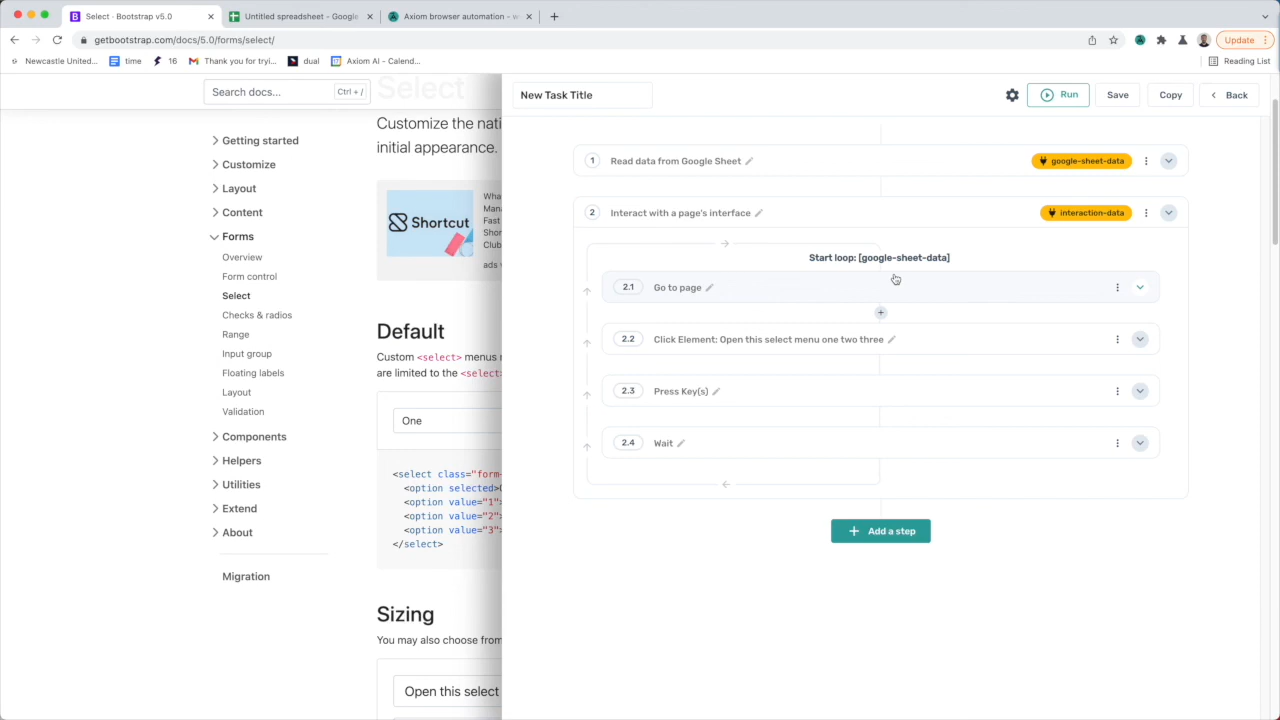 Select · Bootstrap v5.0
Untitled spreadsheet - Google
Axiom browser automation - w
getbootstrap.com/docs/5.0/forms/select/
Update
Newcastle United...
time
16
Thank you for tryi...
dual
Axiom AI - Calend...
Reading List
Search docs...
Ctrl + /
Select
Customize the nati
initial appearance.
Getting started
Customize
Layout
Content
Forms
Overview
Form control
Select
Checks & radios
Range
Input group
Floating labels
Layout
Validation
Components
Helpers
Utilities
Extend
About
Migration
Shortcut
Wha
Mana
Fast
Shor
Club
ads v
Default
Custom <select> menus n
are limited to the <select>
One
<select class="form-
<option selected>O
<option value="1">
<option value="2">
<option value="3">
</select>
Sizing
You may also choose from
Open this select
New Task Title
Run
Save
Copy
Back
1
Read data from Google Sheet
google-sheet-data
2
Interact with a page's interface
interaction-data
Start loop: [google-sheet-data]
2.1
Go to page
2.2
Click Element: Open this select menu one two three
2.3
Press Key(s)
2.4
Wait
+ Add a step